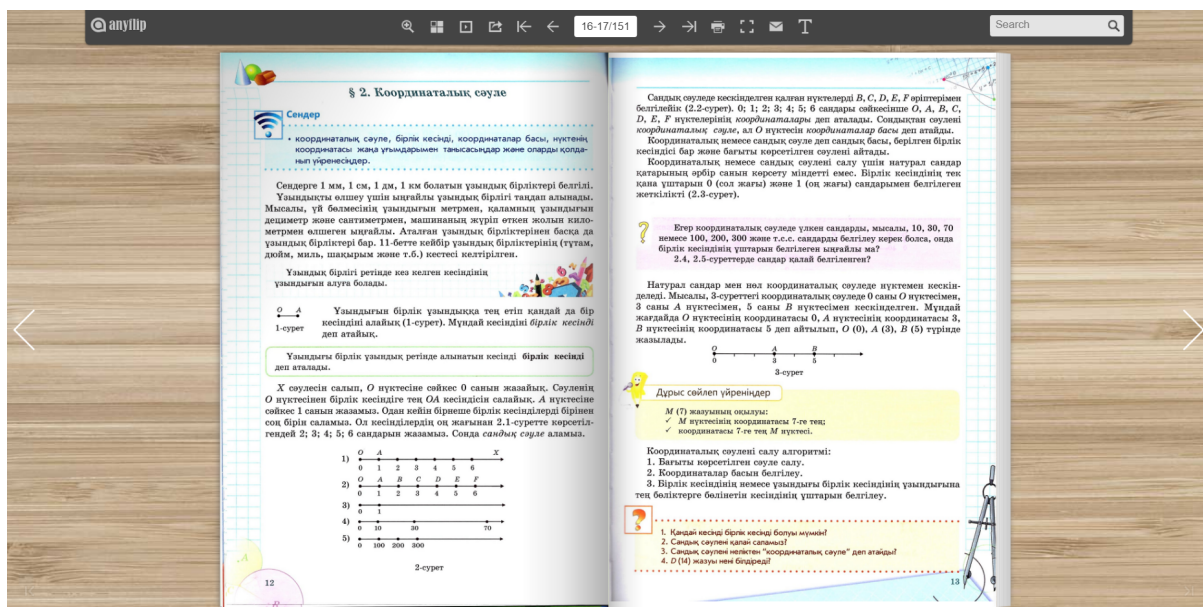 anyflip
16-17/151
Search
§ 2. Координаталық сәуле
Сендер
• координаталық сәуле, бірлік кесінді, координаталар басы, нүктенің
координатасы жаңа ұғымдарымен танысасыңдар және оларды қолда-
нып үйренесіңдер.
Сендерге 1 мм, 1 см, 1 дм, 1 км болатын ұзындық бірліктері белгілі.
Ұзындықты өлшеу үшін ыңғайлы ұзындық бірлігі таңдап алынады.
Мысалы, үй бөлмесінің ұзындығын метрмен, қаламның ұзындығын
дециметр және сантиметрмен, машинаның жүріп өткен жолын кило-
метрмен өлшеген ыңғайлы. Аталған ұзындық бірліктерінен басқа да
ұзындық бірліктері бар. 11-бетте кейбір ұзындық бірліктерінің (тұтам,
дюйм, миль, шақырым және т.б.) кестесі келтірілген.
Ұзындық бірлігі ретінде кез келген кесіндінің
ұзындығын алуға болады.
O A
1-сурет
Ұзындығын бірлік ұзындыққа тең етіп қандай да бір
кесіндіні алайық (1-сурет). Мұндай кесіндіні бірлік кесінді
деп атайық.
Ұзындығы бірлік ұзындық ретінде алынатын кесінді бірлік кесінді
деп аталады.
X сәулесін салып, O нүктесіне сәйкес 0 санын жазайық. Сәуленің
O нүктесінен бірлік кесіндіге тең OA кесіндісін салайық. A нүктесіне
сәйкес 1 санын жазамыз. Одан кейін бірнеше бірлік кесінділерді бірінен
соң бірін саламыз. Ол кесінділердің оң жағынан 2.1-суретте көрсетіл-
гендей 2; 3; 4; 5; 6 сандарын жазамыз. Сонда сандық сәуле аламыз.
O A X
1)
0 1 2 3 4 5 6
O A B C D E F
2)
0 1 2 3 4 5 6
3)
0 1
4)
0 10 30 70
5)
0 100 200 300
2-сурет
12
Сандық сәуледе кескінделген қалған нүктелерді B, C, D, E, F әріптерімен
белгілейік (2.2-сурет). 0; 1; 2; 3; 4; 5; 6 сандары сәйкесінше O, A, B, C,
D, E, F нүктелерінің координаталары деп аталады. Сондықтан сәулені
координаталық сәуле, ал O нүктесін координаталар басы деп атайды.
Координаталық немесе сандық сәуле деп сандық басы, берілген бірлік
кесіндісі бар және бағыты көрсетілген сәулені айтады.
Координаталық немесе сандық сәулені салу үшін натурал сандар
қатарының әрбір санын көрсету міндетті емес. Бірлік кесіндінің тек
қана ұштарын 0 (сол жағы) және 1 (оң жағы) сандарымен белгілеген
жеткілікті (2.3-сурет).
Егер координаталық сәуледе үлкен сандарды, мысалы, 10, 30, 70
немесе 100, 200, 300 және т.с.с. сандарды белгілеу керек болса, онда
бірлік кесіндінің ұштарын белгілеген ыңғайлы ма?
2.4, 2.5-суреттерде сандар қалай белгіленген?
Натурал сандар мен нөл координаталық сәуледе нүктемен кескін-
деледі. Мысалы, 3-суреттегі координаталық сәуледе 0 саны O нүктесімен,
3 саны A нүктесімен, 5 саны B нүктесімен кескінделген. Мұндай
жағдайда O нүктесінің координатасы 0, A нүктесінің координатасы 3,
B нүктесінің координатасы 5 деп айтылып, O (0), A (3), B (5) түрінде
жазылады.
O A B
0 3 5
3-сурет
Дұрыс сөйлеп үйреніңдер
M (7) жазуының оқылуы:
✓ M нүктесінің координатасы 7-ге тең;
✓ координатасы 7-ге тең M нүктесі.
Координаталық сәулені салу алгоритмі:
1. Бағыты көрсетілген сәуле салу.
2. Координаталар басын белгілеу.
3. Бірлік кесіндінің немесе ұзындығы бірлік кесіндінің ұзындығына
тең бөліктерге бөлінетін кесіндінің ұштарын белгілеу.
1. Қандай кесінді бірлік кесінді болуы мүмкін?
2. Сандық сәулені қалай саламыз?
3. Сандық сәулені неліктен "координаталық сәуле" деп атайды?
4. D (14) жазуы нені білдіреді?
13